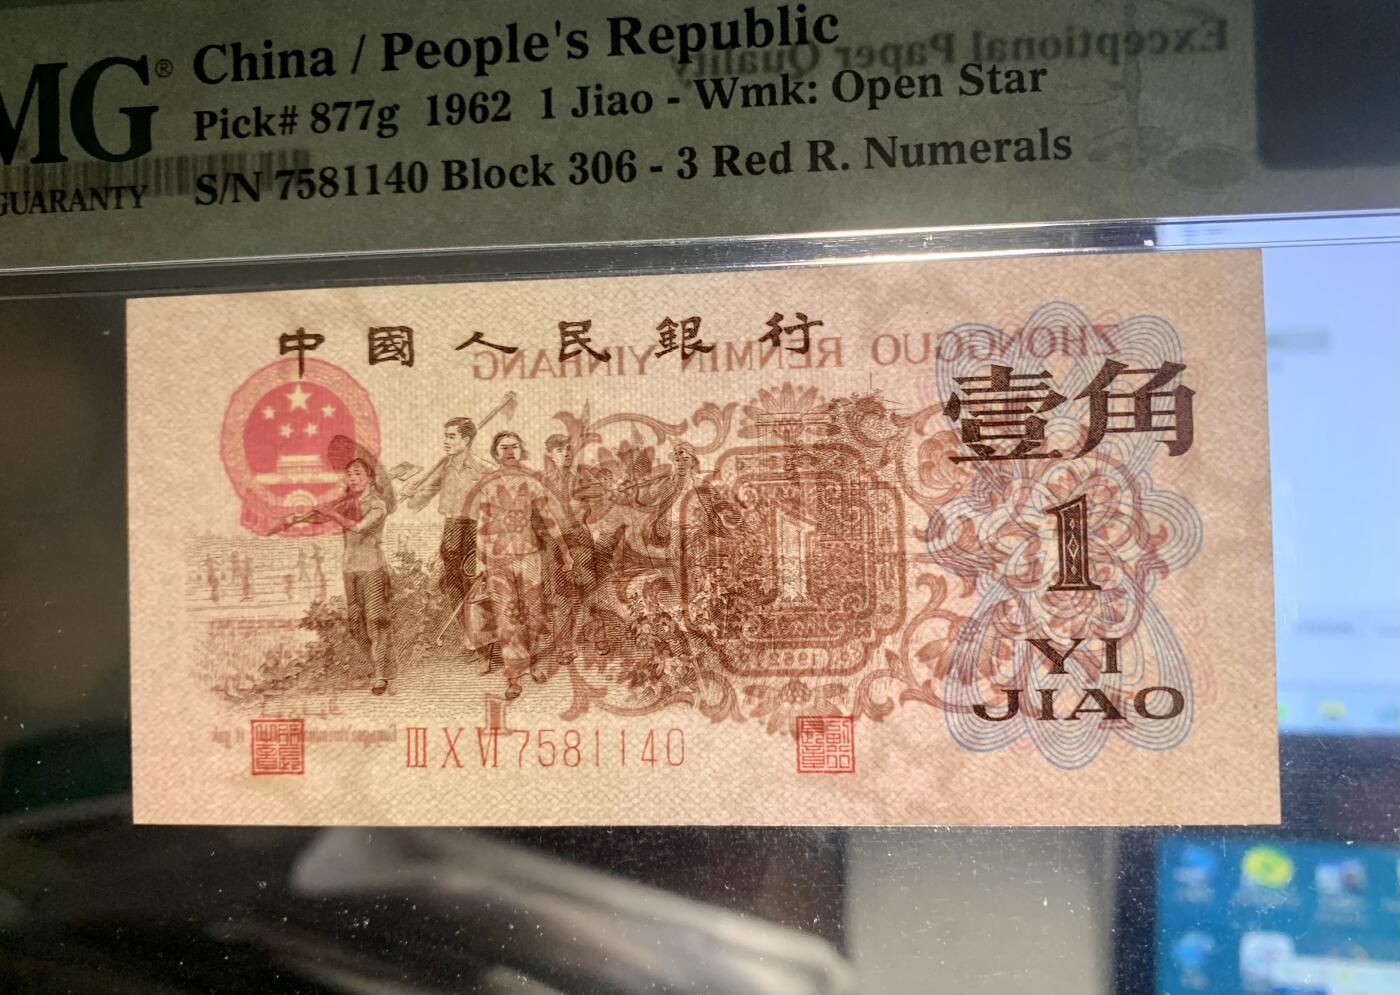 MG®
GUARANTY
China / People's Republic
Pick# 877g 1962 1 Jiao - Wmk: Open Star
S/N 7581140 Block 306 - 3 Red R. Numerals
Exceptional Paper Quality
中國人民銀行
ZHONGGUO RENMIN YINHANG
壹角
1
YI
JIAO
1
ⅢⅩⅥ7581140